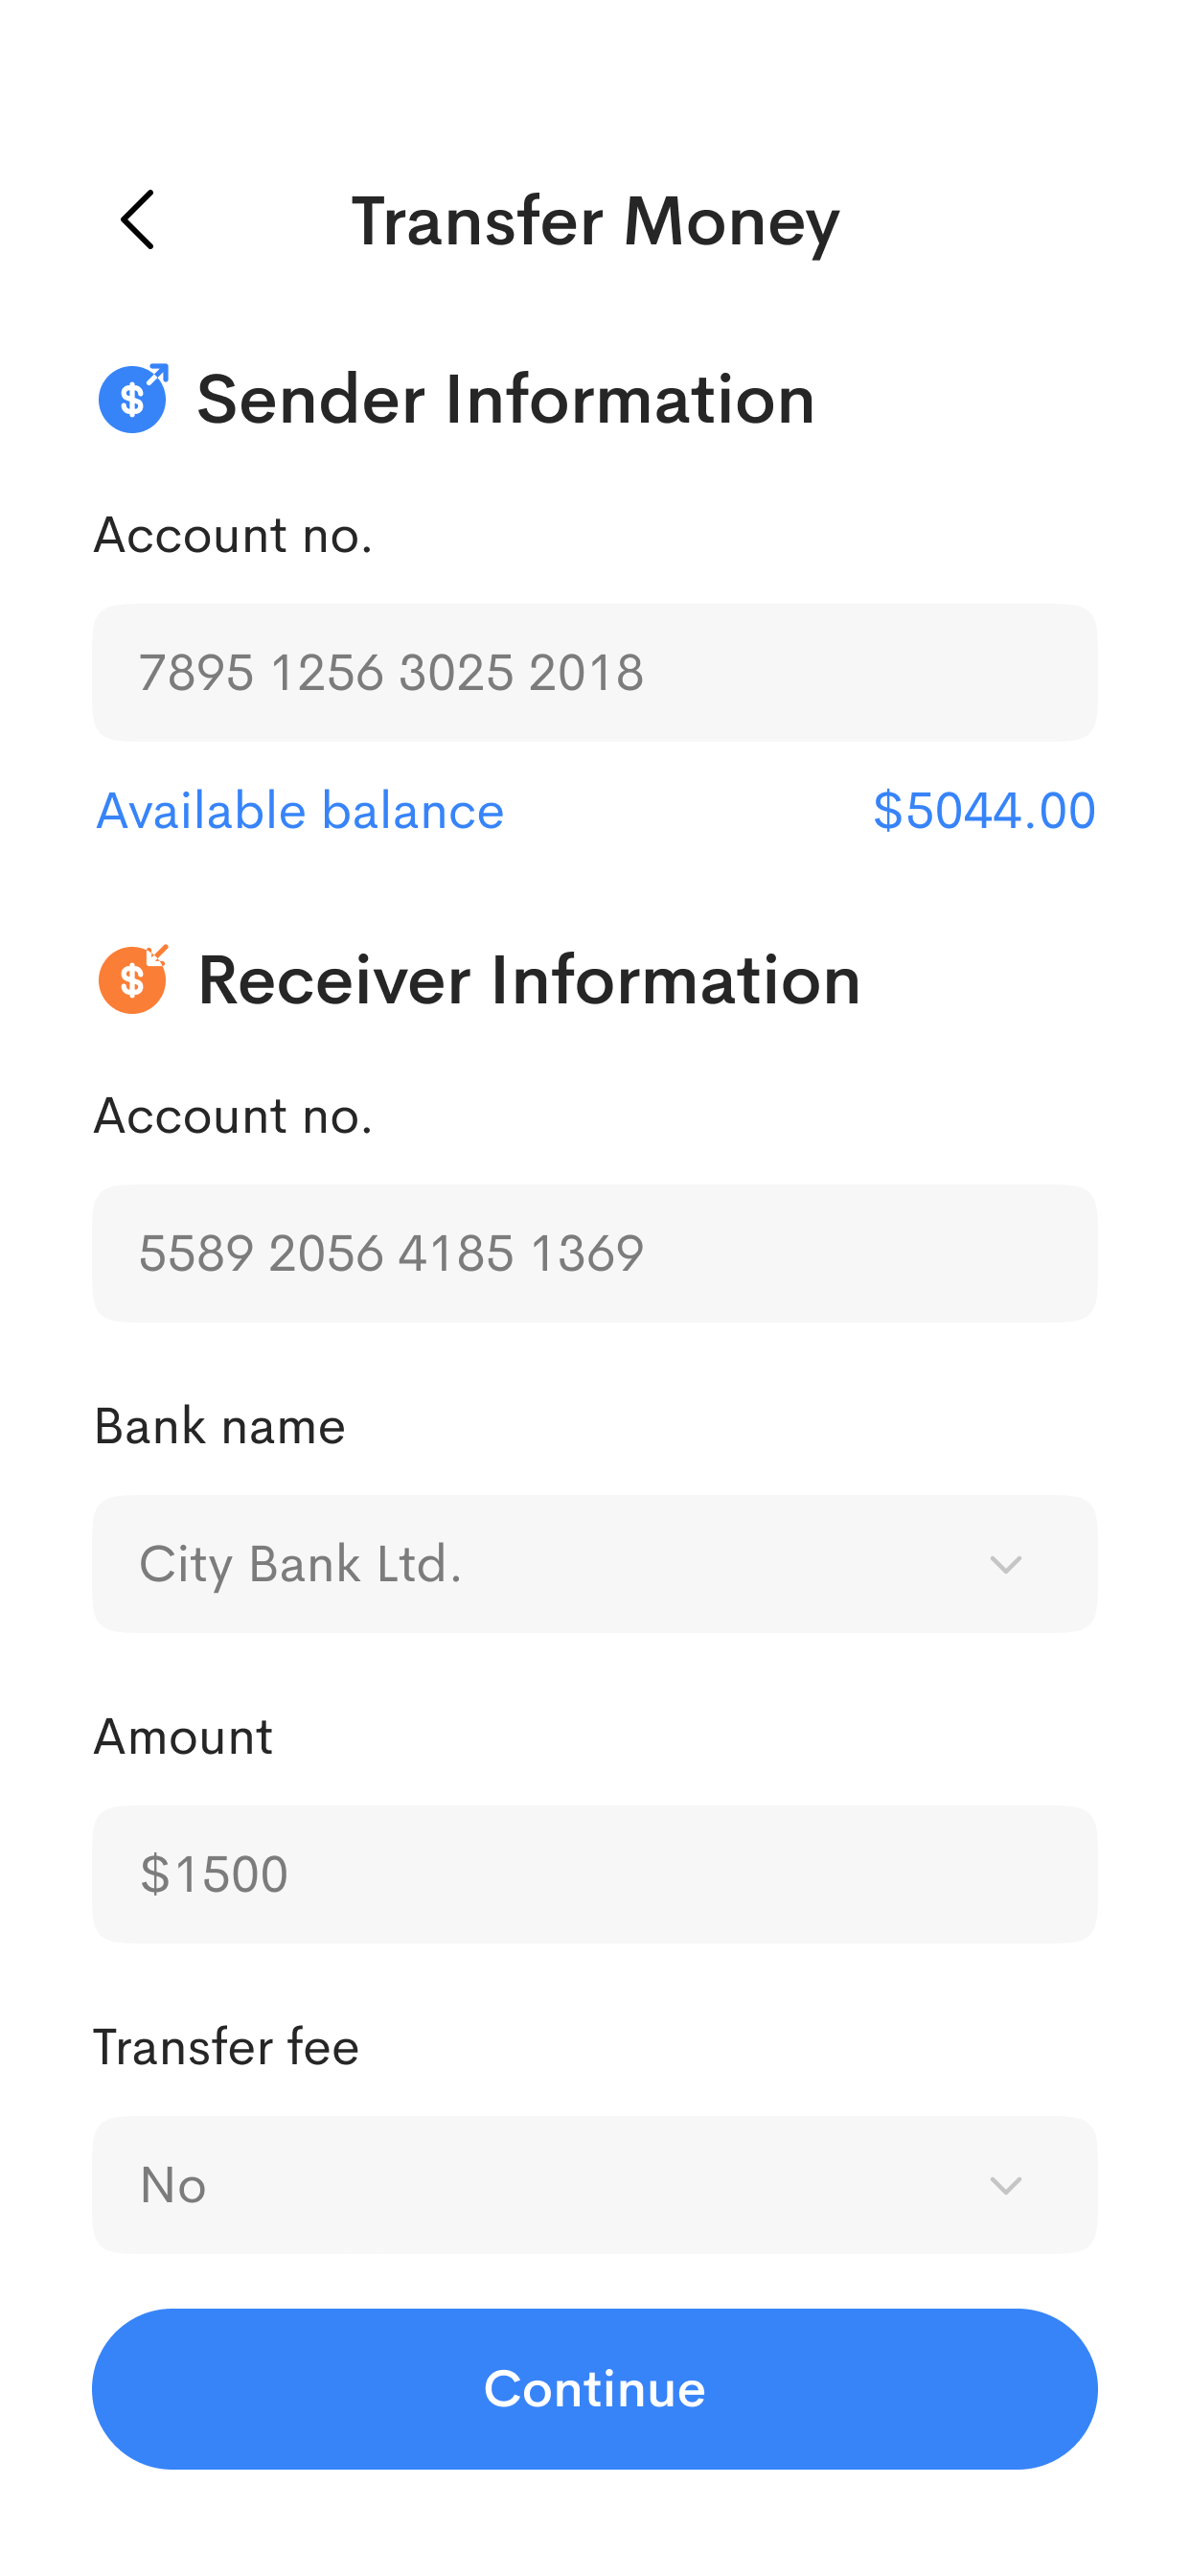 Transfer Money
Sender Information
Account no.
7895 1256 3025 2018
Available balance $5044.00
Receiver Information
Account no.
5589 2056 4185 1369
Bank name
City Bank Ltd.
Amount
$1500
Transfer fee
No
Continue